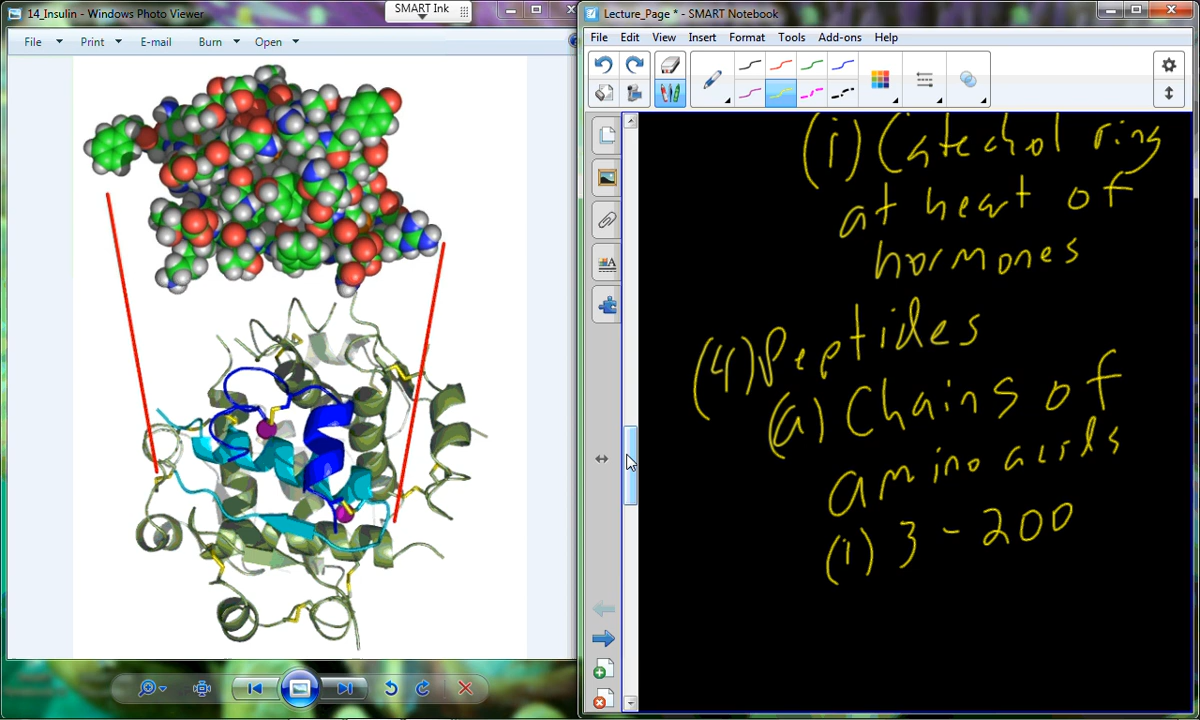 14_Insulin - Windows Photo Viewer
SMART Ink
File Print E-mail Burn Open
Lecture_Page * - SMART Notebook
File Edit View Insert Format Tools Add-ons Help
(i) Catechol ring
at heart of
hormones
(4) Peptides
(a) Chains of
amino acids
(i) 3 - 200